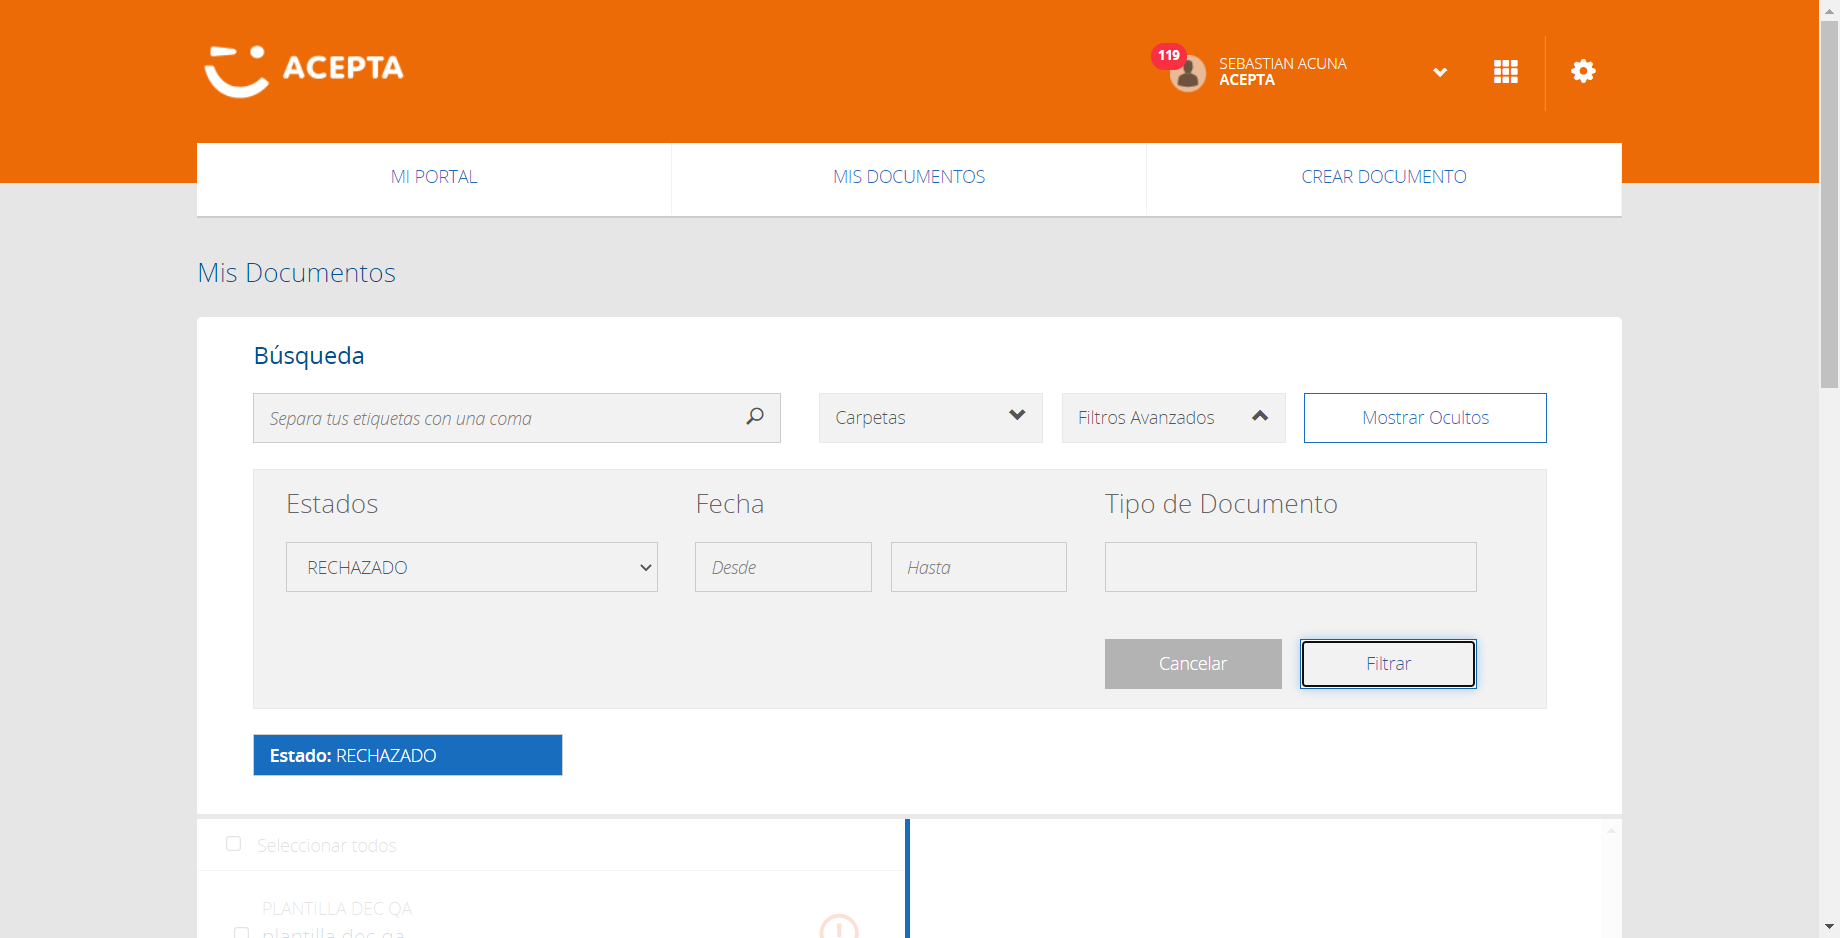 ACEPTA
119
SEBASTIAN ACUNA
ACEPTA
MI PORTAL
MIS DOCUMENTOS
CREAR DOCUMENTO
Mis Documentos
Búsqueda
Separa tus etiquetas con una coma
Carpetas
Filtros Avanzados
Mostrar Ocultos
Estados
Fecha
Tipo de Documento
RECHAZADO
Desde
Hasta
Cancelar
Filtrar
Estado: RECHAZADO
Seleccionar todos
PLANTILLA DEC QA
plantilla dec qa